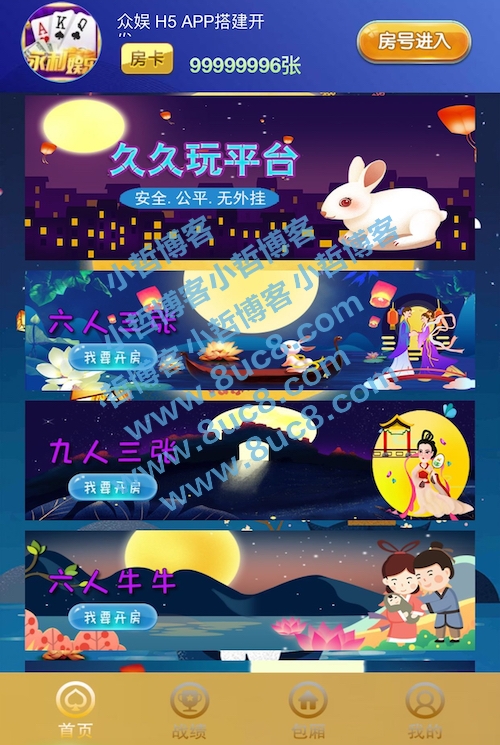 众娱 H5 APP搭建开
房卡
99999996张
房号进入
AKQ
永利娱乐
久久玩平台
安全. 公平. 无外挂
六人三张
我要开房
九人三张
我要开房
六人牛牛
我要开房
小哲博客小哲博客
小哲博客小哲博客
小哲博客 www.8uc8.com
www.8uc8.com
www.8uc8.com
首页
战绩
包厢
我的